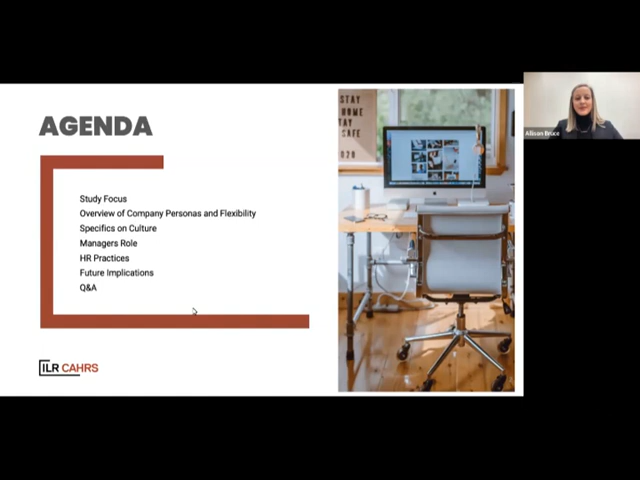 AGENDA
Study Focus
Overview of Company Personas and Flexibility
Specifics on Culture
Managers Role
HR Practices
Future Implications
Q&A
ILR CAHRS
STAY
HOME
SAFE
Allison Bruce